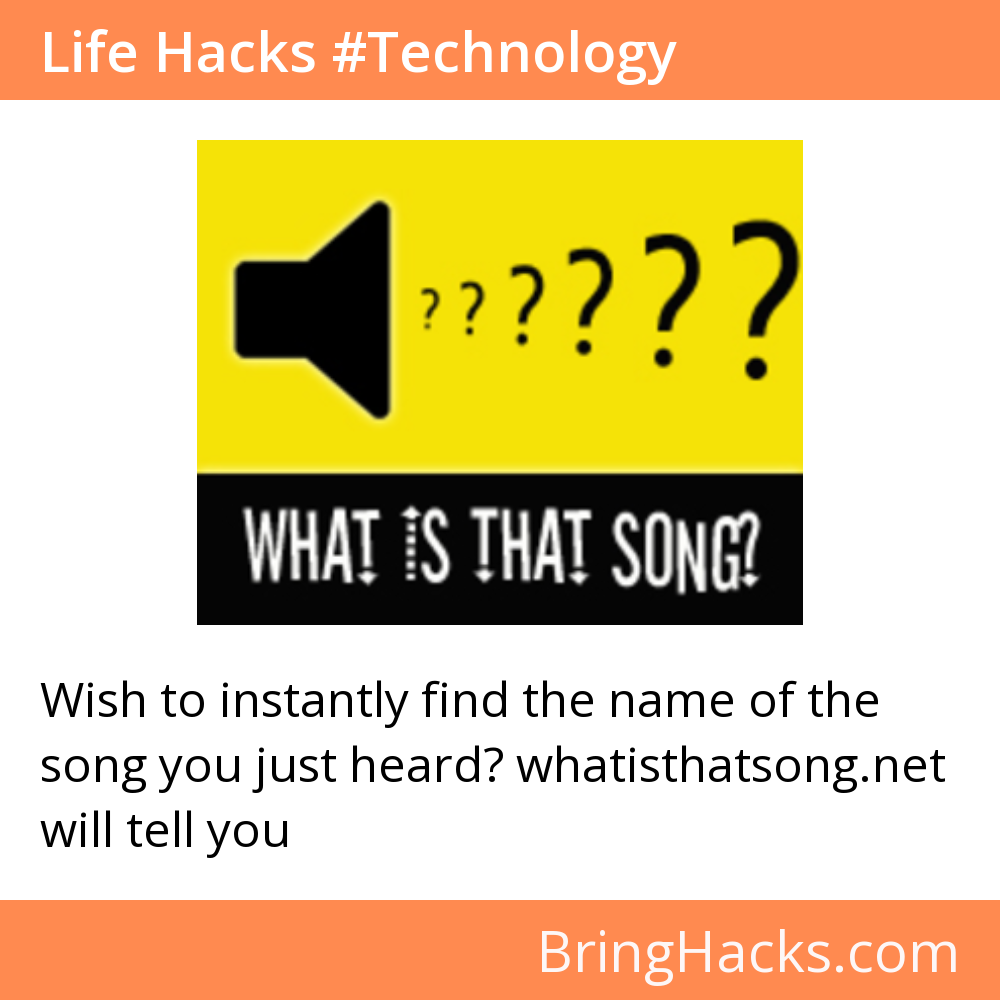 Life Hacks #Technology
? ? ? ? ? ?
WHAT IS THAT SONG?
Wish to instantly find the name of the
song you just heard? whatisthatsong.net
will tell you
BringHacks.com